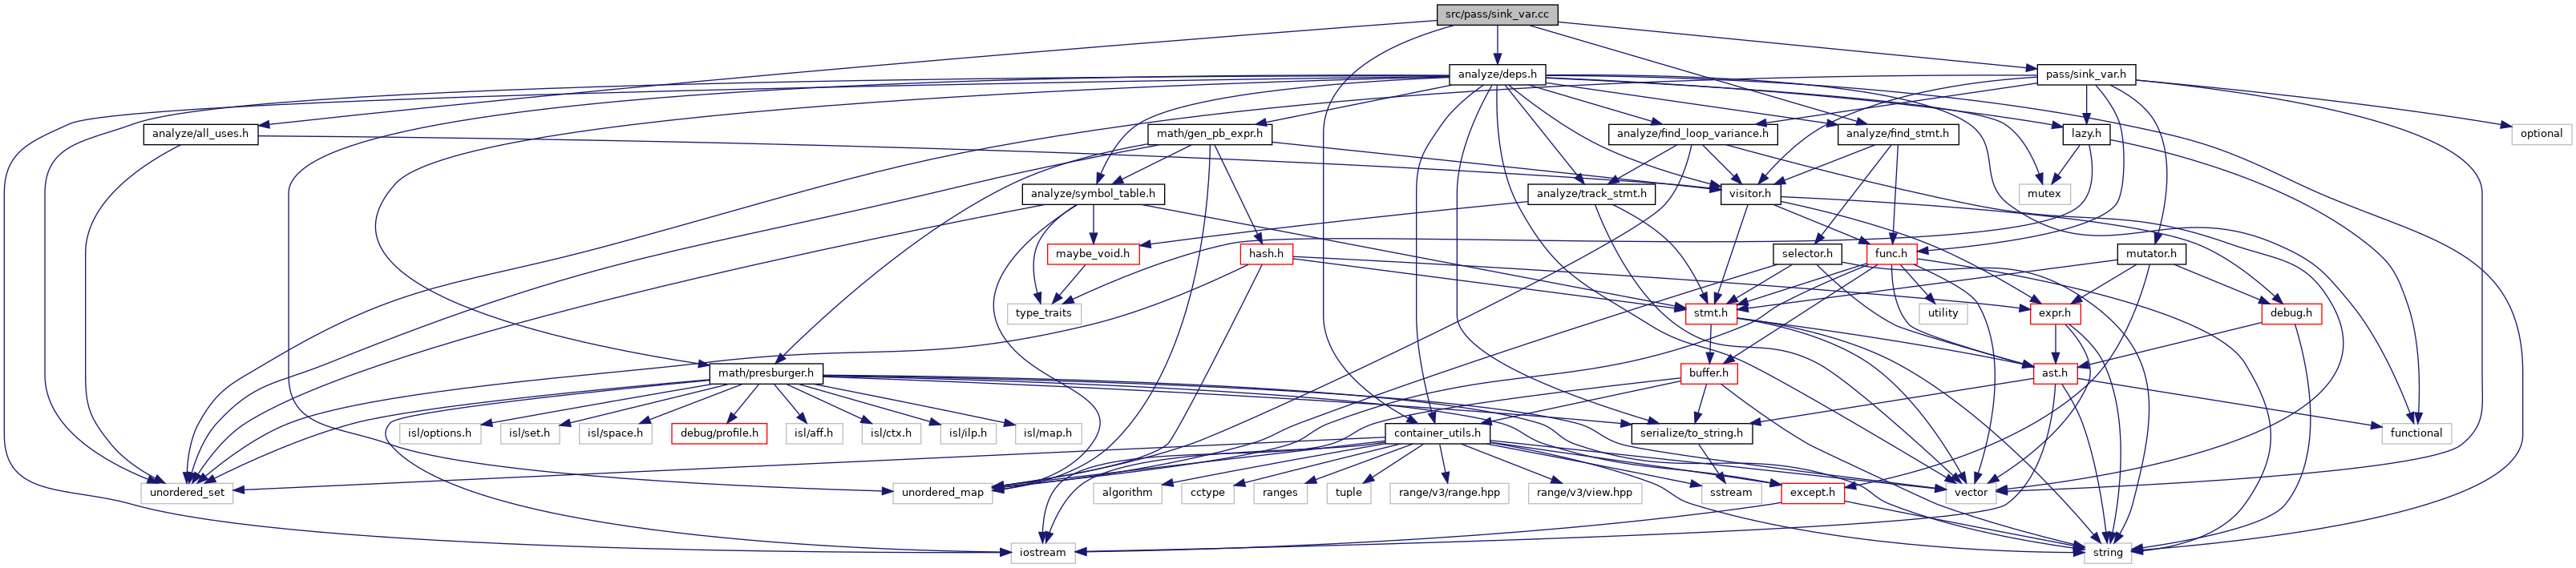 src/pass/sink_var.cc
analyze/deps.h
pass/sink_var.h
analyze/all_uses.h
math/gen_pb_expr.h
analyze/find_loop_variance.h
analyze/find_stmt.h
lazy.h
optional
analyze/symbol_table.h
analyze/track_stmt.h
visitor.h
mutex
maybe_void.h
hash.h
selector.h
func.h
mutator.h
type_traits
stmt.h
utility
expr.h
debug.h
math/presburger.h
buffer.h
ast.h
isl/options.h
isl/set.h
isl/space.h
debug/profile.h
isl/aff.h
isl/ctx.h
isl/ilp.h
isl/map.h
container_utils.h
serialize/to_string.h
functional
unordered_set
unordered_map
algorithm
cctype
ranges
tuple
range/v3/range.hpp
range/v3/view.hpp
sstream
except.h
vector
iostream
string